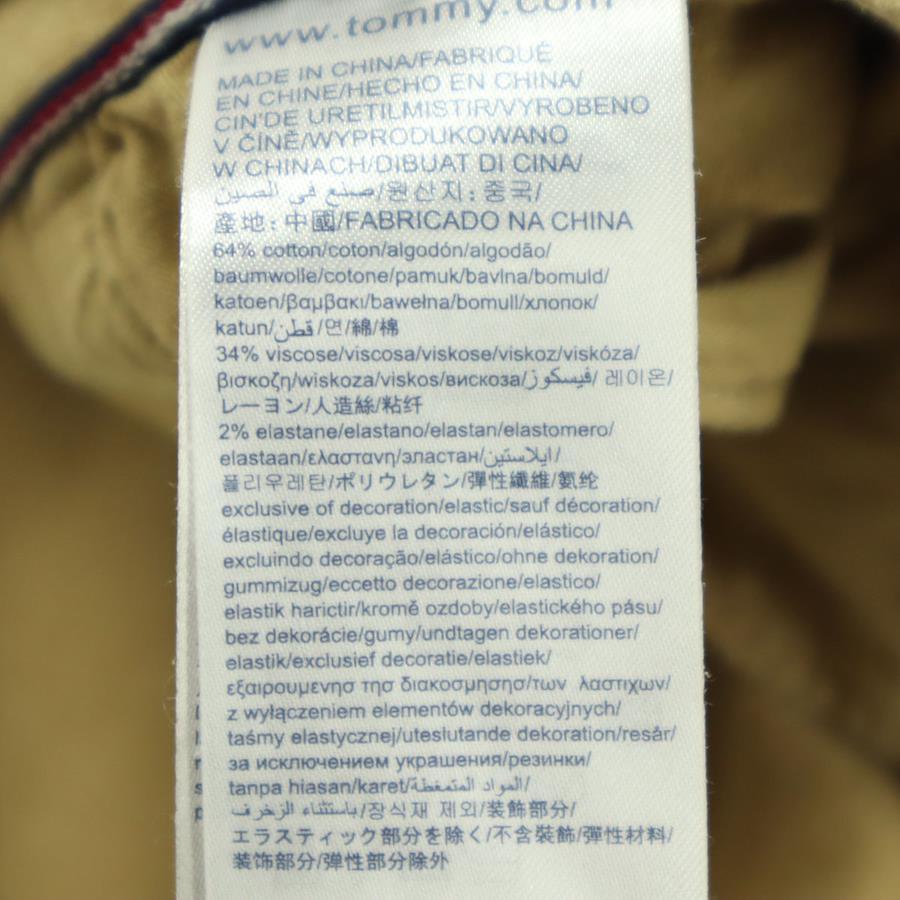 www.tommy.com
MADE IN CHINA/FABRIQUÉ
EN CHINE/HECHO EN CHINA/
CIN'DE URETILMISTIR/VYROBENO
V ČÍNĚ/WYPRODUKOWANO
W CHINACH/DIBUAT DI CINA/
صنع في الصين/원산지:중국/
產地:中國/FABRICADO NA CHINA
64% cotton/coton/algodón/algodão/
baumwolle/cotone/pamuk/bavlna/bomuld/
katoen/βαμβακι/bawełna/bomull/хлопок/
katun/قطن/면/綿/棉
34% viscose/viscosa/viskose/viskoz/viskóza/
βισκοζη/wiskoza/viskos/вискоза/فيسكوز/레이온/
レーヨン/人造絲/粘纤
2% elastane/elastano/elastan/elastomero/
elastaan/ελαστανη/эластан/ايلاستين/
폴리우레탄/ポリウレタン/彈性纖維/氨纶
exclusive of decoration/elastic/sauf décoration/
élastique/excluye la decoración/elástico/
excluindo decoração/elástico/ohne dekoration/
gummizug/eccetto decorazione/elastico/
elastik harictir/kromě ozdoby/elastického pásu/
bez dekorácie/gumy/undtagen dekorationer/
elastik/exclusief decoratie/elastiek/
εξαιρουμενησ τησ διακοσμησησ/των λαστιχων/
z wyłączeniem elementów dekoracyjnych/
taśmy elastycznej/uteslutande dekoration/resår/
за исключением украшения/резинки/
tanpa hiasan/karet/المواد المتمغطة/
باستثناء الزخرف/장식재 제외/装飾部分/
エラスティック部分を除く/不含裝飾/彈性材料/
装饰部分/弹性部分除外